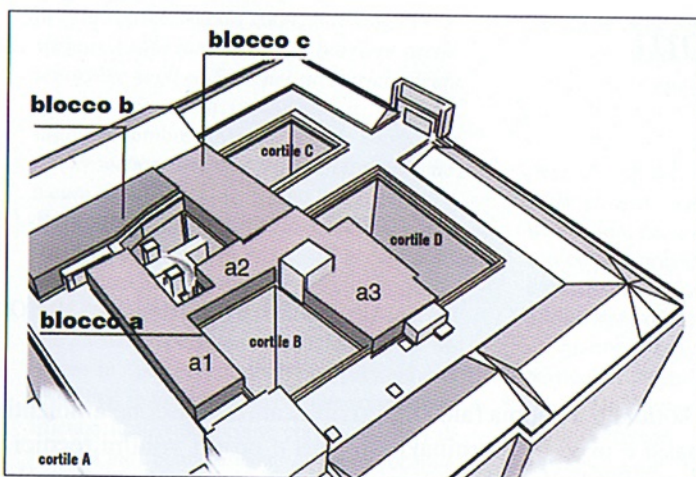 blocco c
blocco b
cortile C
a2
cortile D
a3
blocco a
cortile B
a1
cortile A